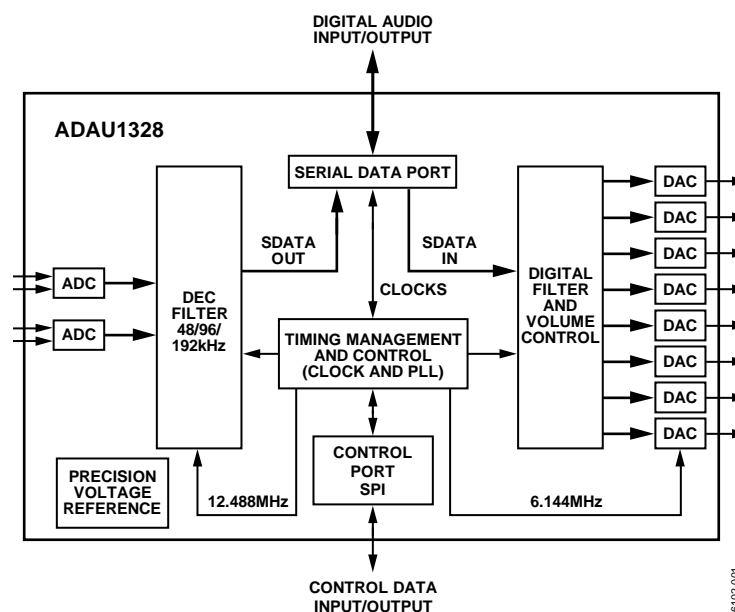 DIGITAL AUDIO
INPUT/OUTPUT
ADAU1328
SERIAL DATA PORT
SDATA
OUT
SDATA
IN
CLOCKS
ADC
ADC
DEC
FILTER
48/96/
192kHz
TIMING MANAGEMENT
AND CONTROL
(CLOCK AND PLL)
DIGITAL
FILTER
AND
VOLUME
CONTROL
DAC
DAC
DAC
DAC
DAC
DAC
DAC
DAC
PRECISION
VOLTAGE
REFERENCE
12.488MHz
CONTROL
PORT
SPI
6.144MHz
CONTROL DATA
INPUT/OUTPUT